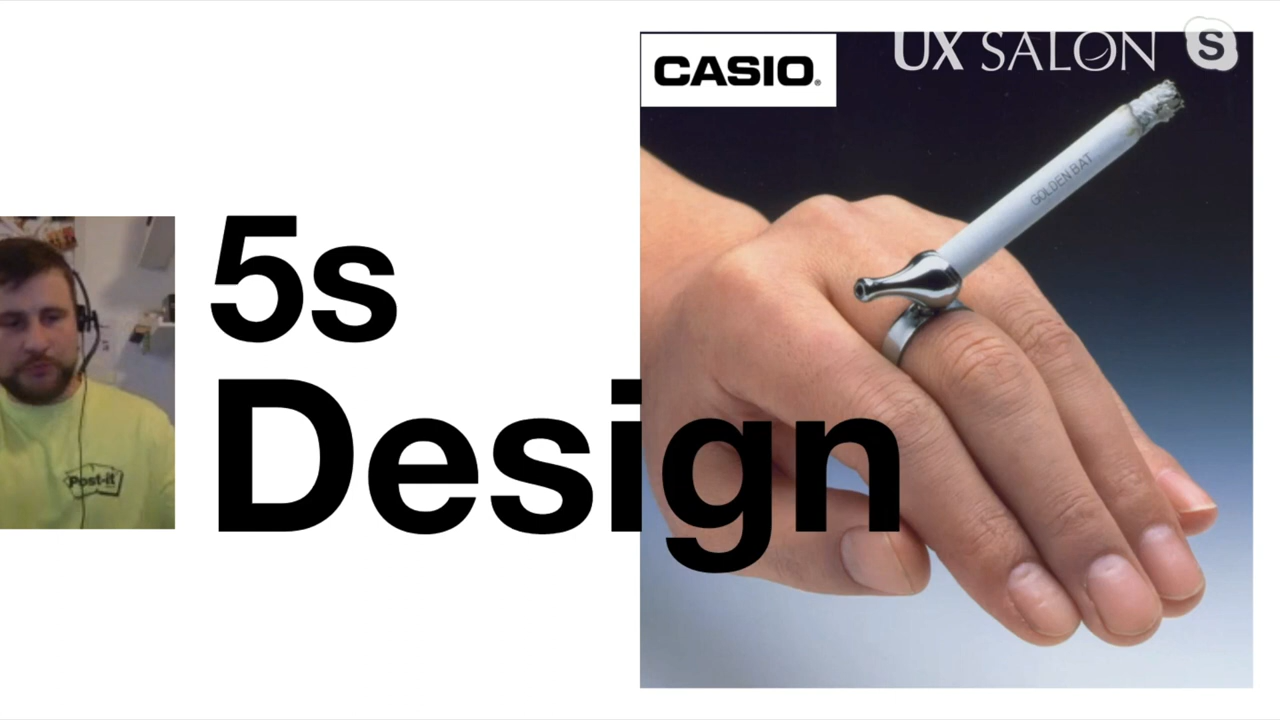 UX SALON
S
CASIO®
GOLDEN BAT
5s
Design
Post-it